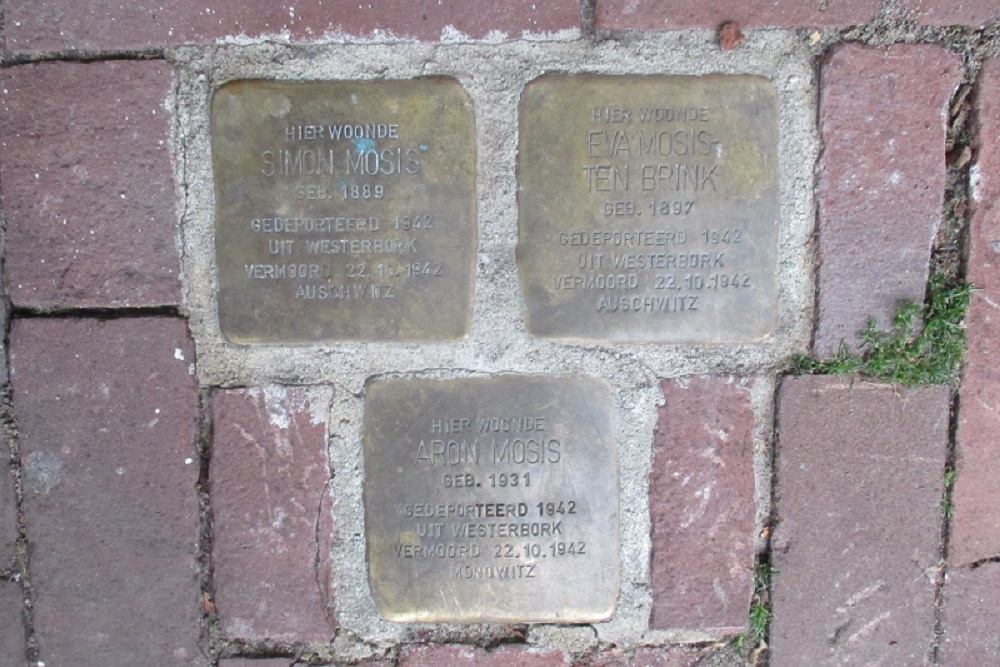 HIER WOONDE
SIMON MOSIS
GEB. 1889
GEDEPORTEERD 1942
UIT WESTERBORK
VERMOORD 22.10.1942
AUSCHWITZ
HIER WOONDE
EVA MOSIS-
TEN BRINK
GEB. 1897
GEDEPORTEERD 1942
UIT WESTERBORK
VERMOORD 22.10.1942
AUSCHWITZ
HIER WOONDE
ARON MOSIS
GEB. 1931
GEDEPORTEERD 1942
UIT WESTERBORK
VERMOORD 22.10.1942
MONOWITZ